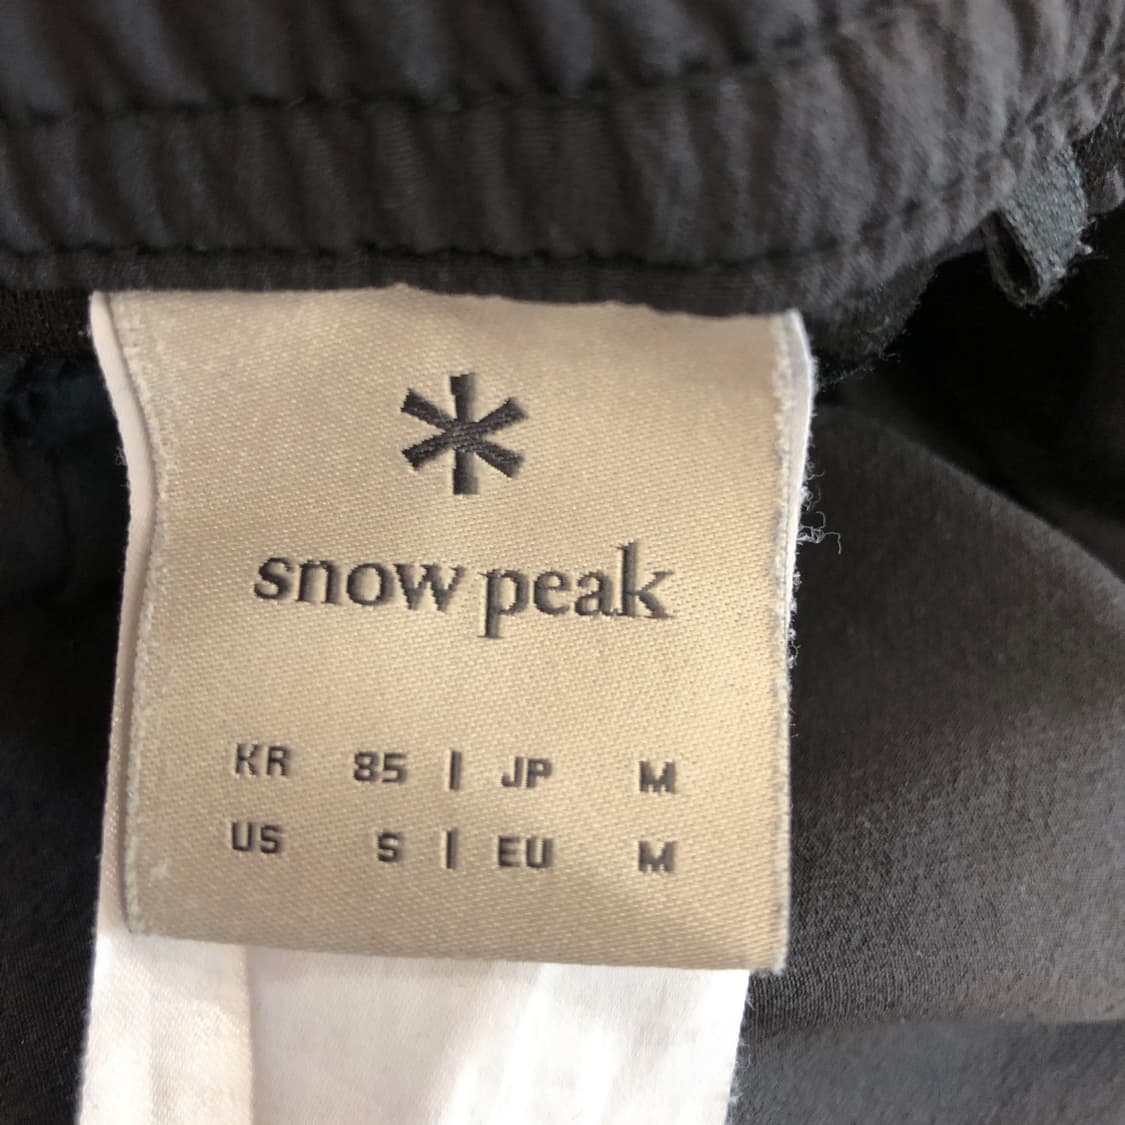 snow peak
KR 85 | JP M
US S | EU M